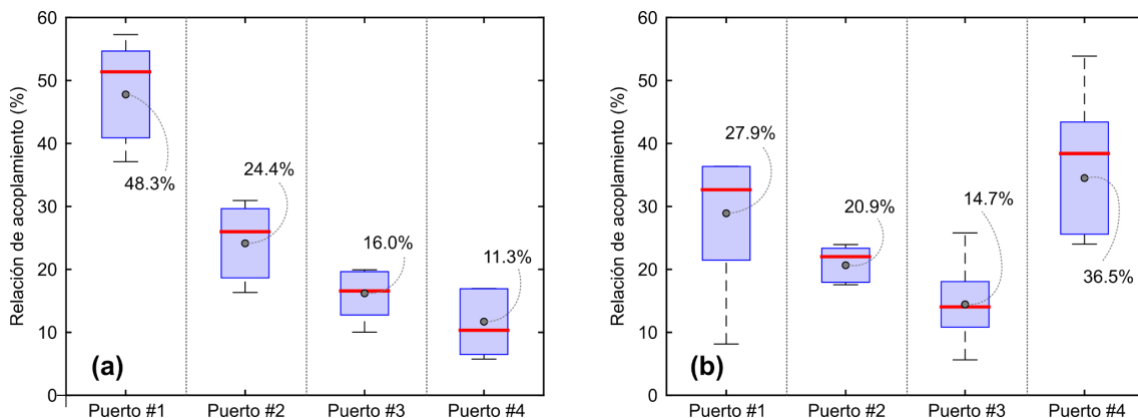 Relación de acoplamiento (%)
60
50
40
30
20
10
0
48.3%
24.4%
16.0%
11.3%
(a)
Puerto #1
Puerto #2
Puerto #3
Puerto #4
Relación de acoplamiento (%)
60
50
40
30
20
10
0
27.9%
20.9%
14.7%
36.5%
(b)
Puerto #1
Puerto #2
Puerto #3
Puerto #4